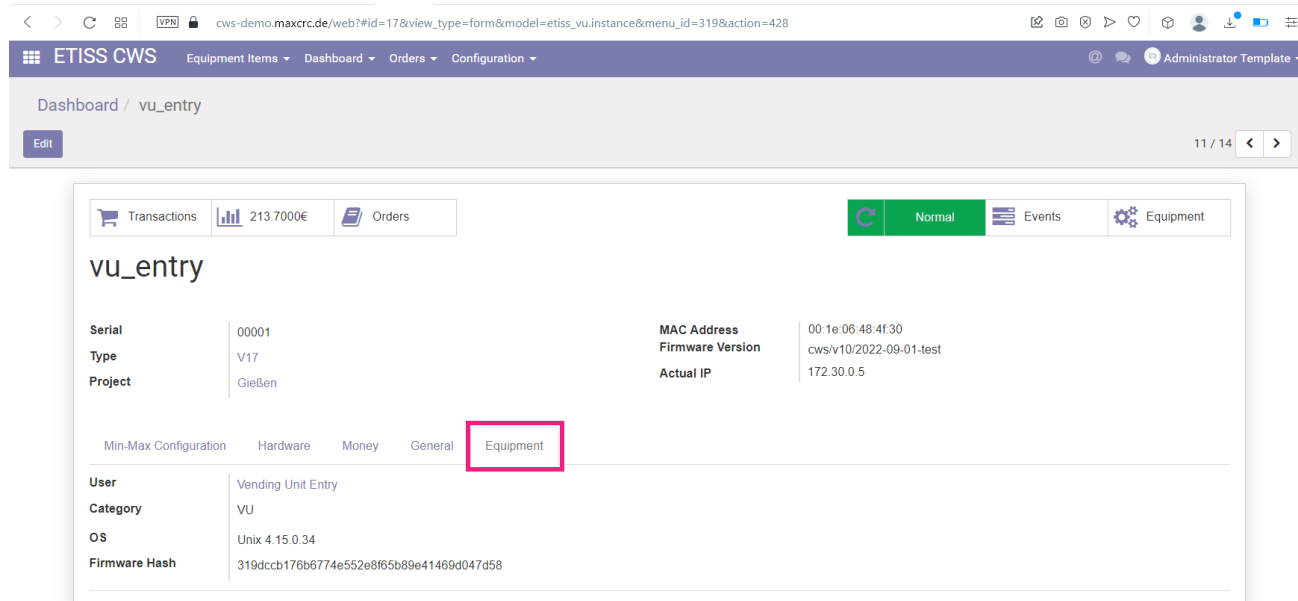 VPN cws-demo.maxcrc.de/web?#id=17&view_type=form&model=etiss_vu.instance&menu_id=319&action=428
ETISS CWS Equipment Items Dashboard Orders Configuration @ Administrator Template
Dashboard / vu_entry
Edit 11 / 14
Transactions 213.7000€ Orders Normal Events Equipment
vu_entry
Serial 00001 MAC Address 00:1e:06:48:4f:30
Type V17 Firmware Version cws/v10/2022-09-01-test
Project Gießen Actual IP 172.30.0.5
Min-Max Configuration Hardware Money General Equipment
User Vending Unit Entry
Category VU
OS Unix 4.15.0.34
Firmware Hash 319dccb176b6774e552e8f65b89e41469d047d58